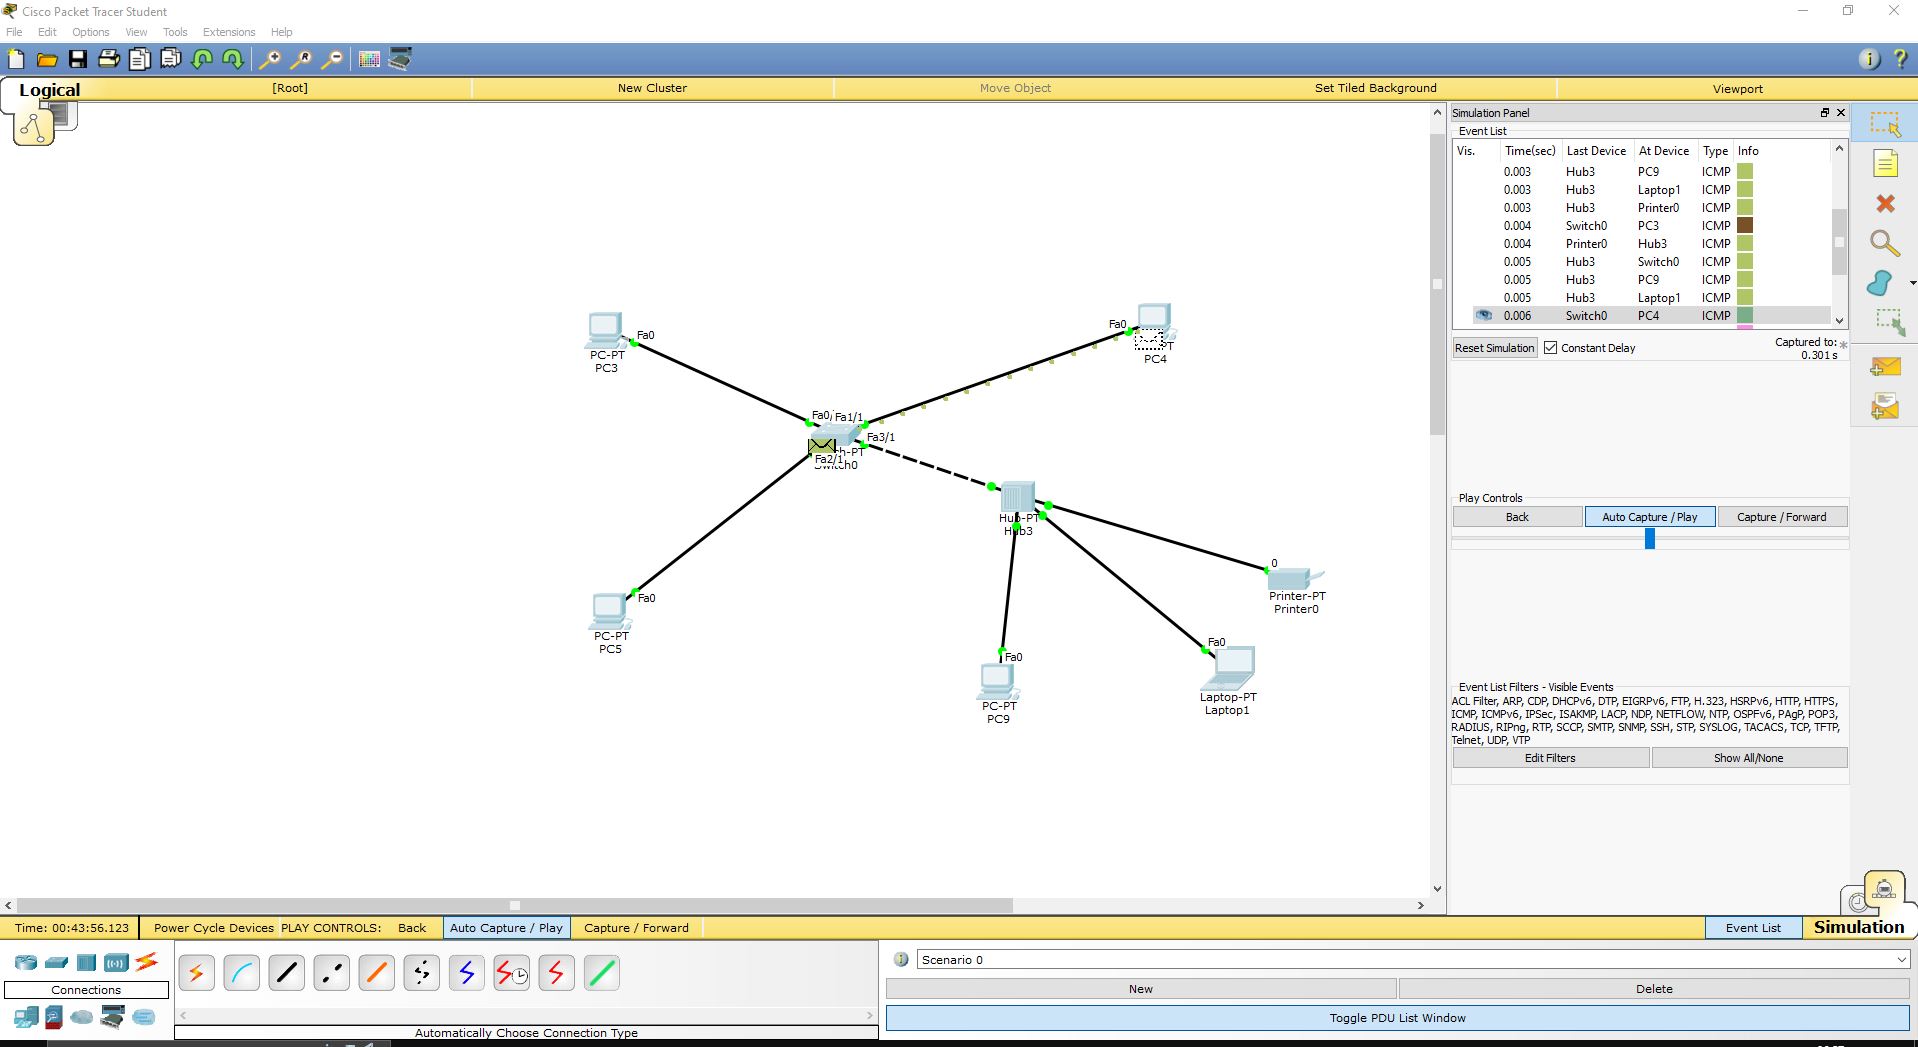 Cisco Packet Tracer Student
File Edit Options View Tools Extensions Help
Logical [Root] New Cluster Move Object Set Tiled Background Viewport
Simulation Panel
Event List
Vis. Time(sec) Last Device At Device Type Info
0.003 Hub3 PC9 ICMP
0.003 Hub3 Laptop1 ICMP
0.003 Hub3 Printer0 ICMP
0.004 Switch0 PC3 ICMP
0.004 Printer0 Hub3 ICMP
0.005 Hub3 Switch0 ICMP
0.005 Hub3 PC9 ICMP
0.005 Hub3 Laptop1 ICMP
0.006 Switch0 PC4 ICMP
Reset Simulation Constant Delay Captured to: *
0.301 s
Fa0
PC-PT
PC3
Fa0
PC4
Fa0/ Fa1/1
Fa3/1
Fa2/1
Switch0
Hub-PT
Hub3
0
Printer-PT
Printer0
Fa0
PC-PT
PC5
Fa0
PC-PT
PC9
Fa0
Laptop-PT
Laptop1
Play Controls
Back Auto Capture / Play Capture / Forward
Event List Filters - Visible Events
ACL Filter, ARP, CDP, DHCPv6, DTP, EIGRPv6, FTP, H.323, HSRPv6, HTTP, HTTPS,
ICMP, ICMPv6, IPSec, ISAKMP, LACP, NDP, NETFLOW, NTP, OSPFv6, PAgP, POP3,
RADIUS, RIPng, RTP, SCCP, SMTP, SNMP, SSH, STP, SYSLOG, TACACS, TCP, TFTP,
Telnet, UDP, VTP
Edit Filters Show All/None
Time: 00:43:56.123 Power Cycle Devices PLAY CONTROLS: Back Auto Capture / Play Capture / Forward Event List Simulation
Connections
Automatically Choose Connection Type
Scenario 0
New Delete
Toggle PDU List Window